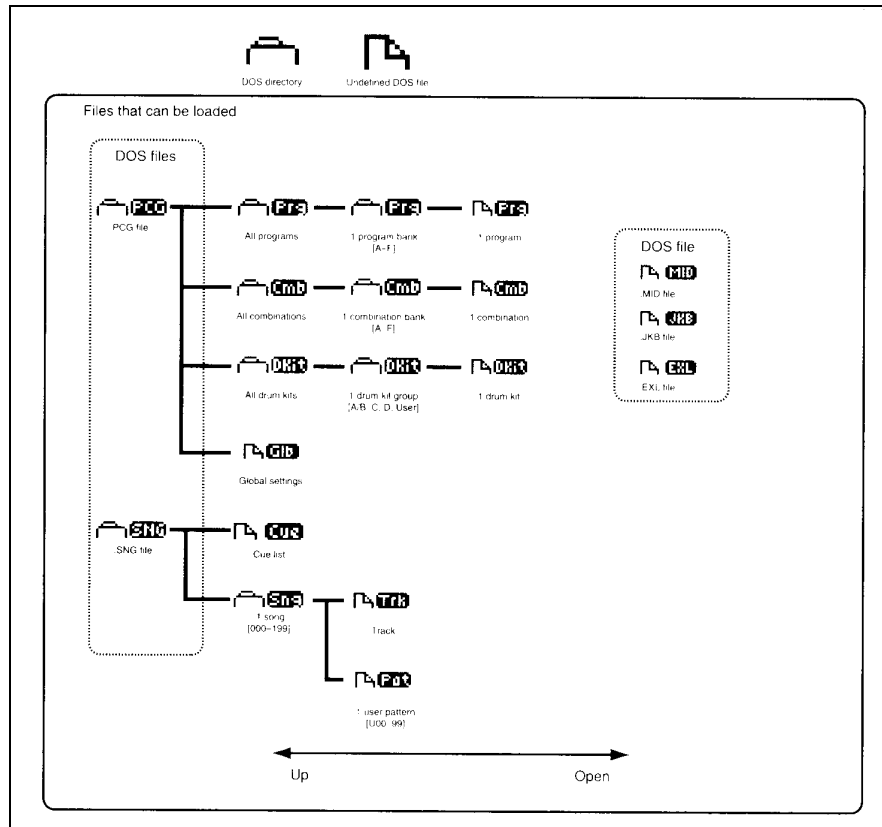 DOS directory
Undefined DOS file
Files that can be loaded
DOS files
PCG
PCG file
Prg
All programs
Prg
1 program bank
[A-F]
Prg
1 program
Cmb
All combinations
Cmb
1 combination bank
[A F]
Cmb
1 combination
DKit
All drum kits
DKit
1 drum kit group
[A/B C, D, User]
DKit
1 drum kit
Glb
Global settings
SNG
.SNG file
Cue
Cue list
Sng
1 song
[000-199]
Trk
Track
Pat
1 user pattern
[U00 99]
DOS file
MID
.MID file
JKB
.JKB file
EXL
EXL file
Up
Open